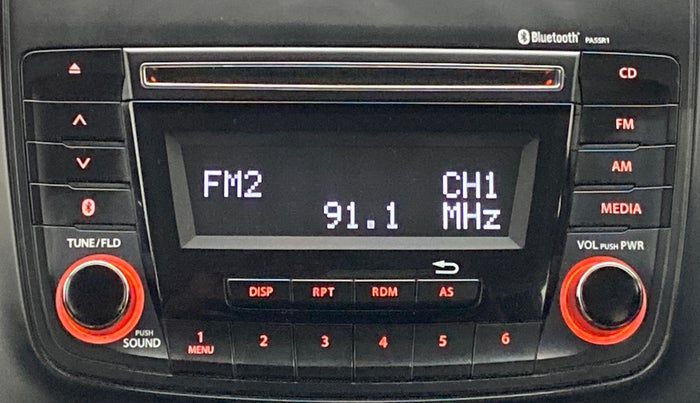 Bluetooth® PA5SR1
CD
FM
AM
MEDIA
FM2 CH1
91.1 MHz
TUNE/FLD
VOL PUSH PWR
DISP RPT RDM AS
PUSH SOUND
1 MENU 2 3 4 5 6